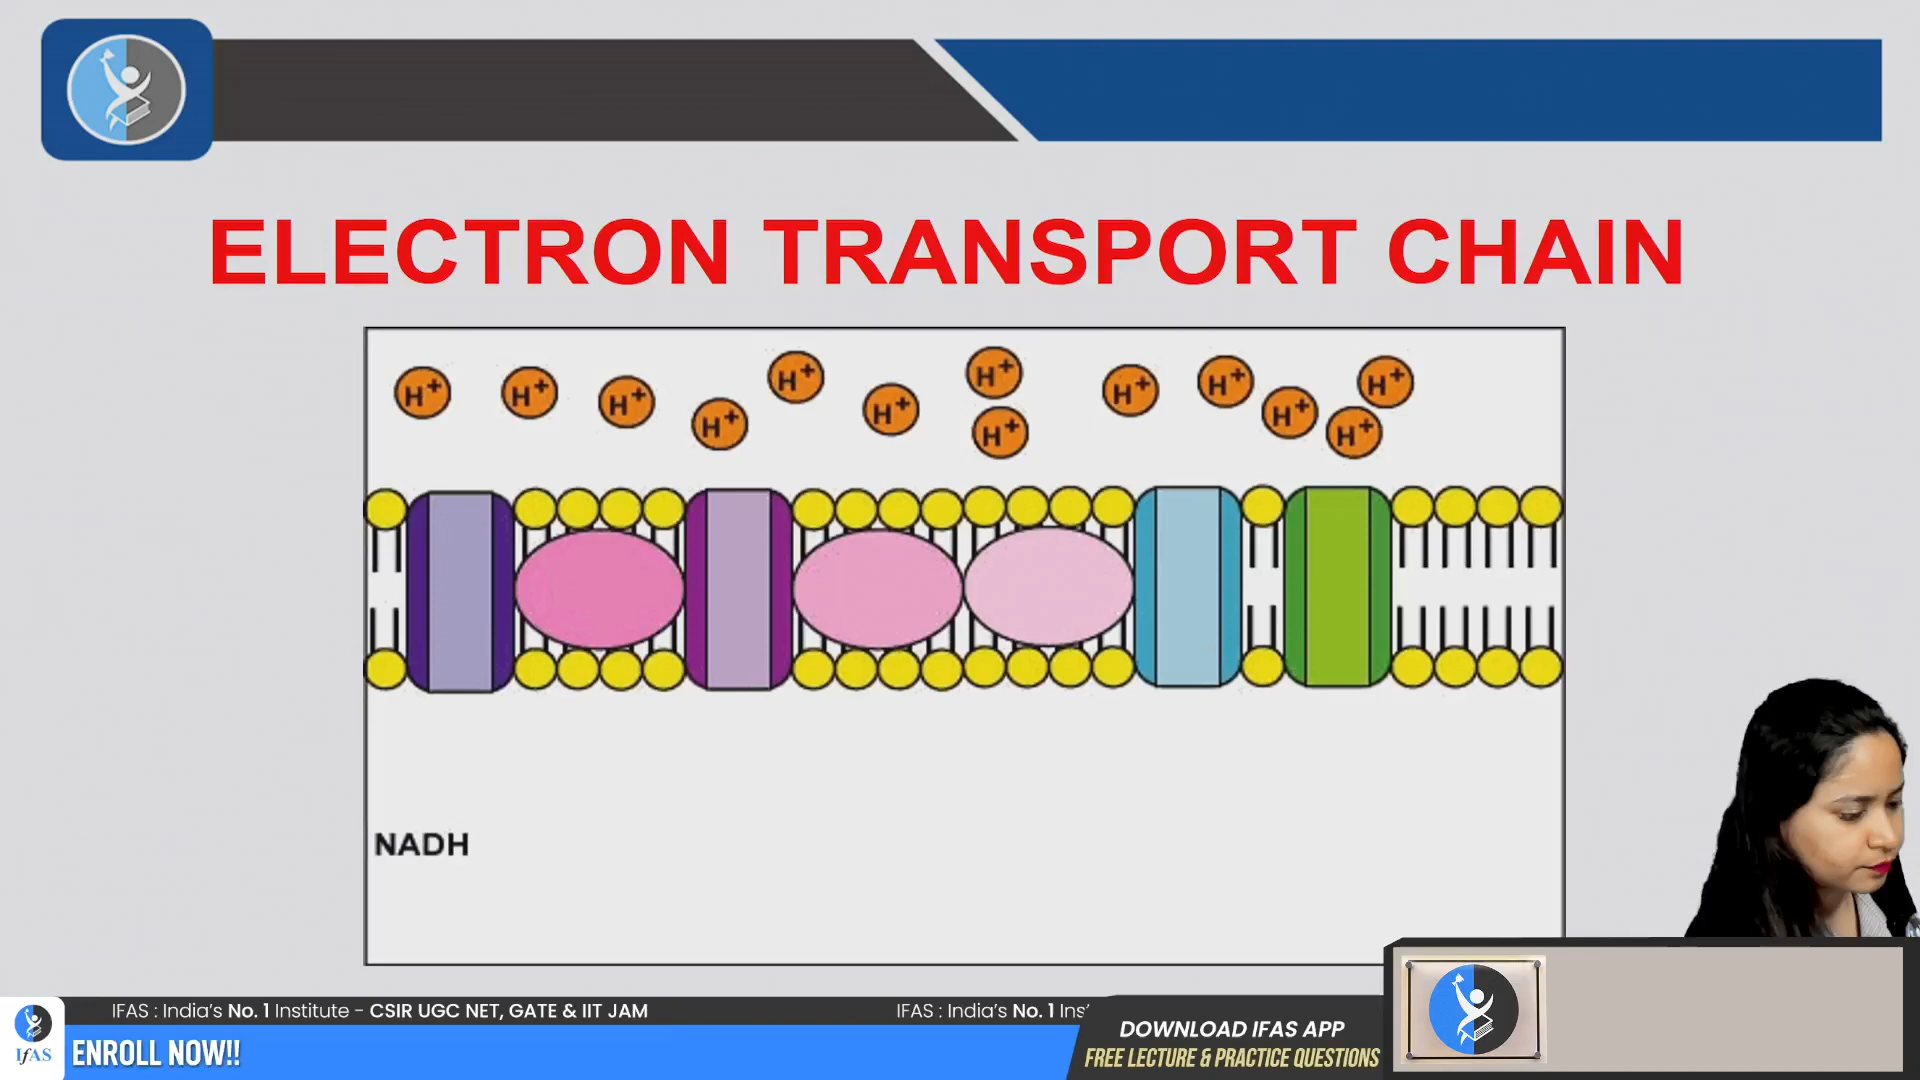 ELECTRON TRANSPORT CHAIN
H+ H+ H+ H+ H+ H+ H+ H+ H+ H+ H+ H+ H+
NADH
IFAS : India's No. 1 Institute - CSIR UGC NET, GATE & IIT JAM
IFAS : India's No. 1 Ins'
IfAS
ENROLL NOW!!
DOWNLOAD IFAS APP
FREE LECTURE & PRACTICE QUESTIONS